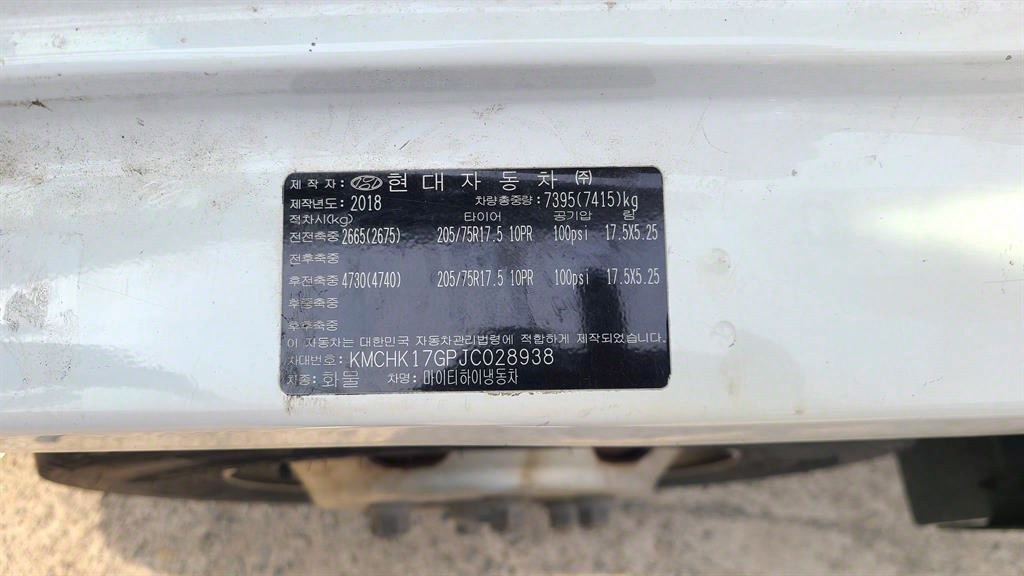 제작자: 현대자동차 ㈜
제작년도: 2018 차량총중량: 7395(7415)kg
적차시(kg) 타이어 공기압 림
전전축중 2665(2675) 205/75R17.5 10PR 100psi 17.5X5.25
전후축중
후전축중 4730(4740) 205/75R17.5 10PR 100psi 17.5X5.25
후중축중
후후축중
이 자동차는 대한민국 자동차관리법령에 적합하게 제작되었습니다.
차대번호: KMCHK17GPJC028938
차종: 화물 차명: 마이티하이냉동차